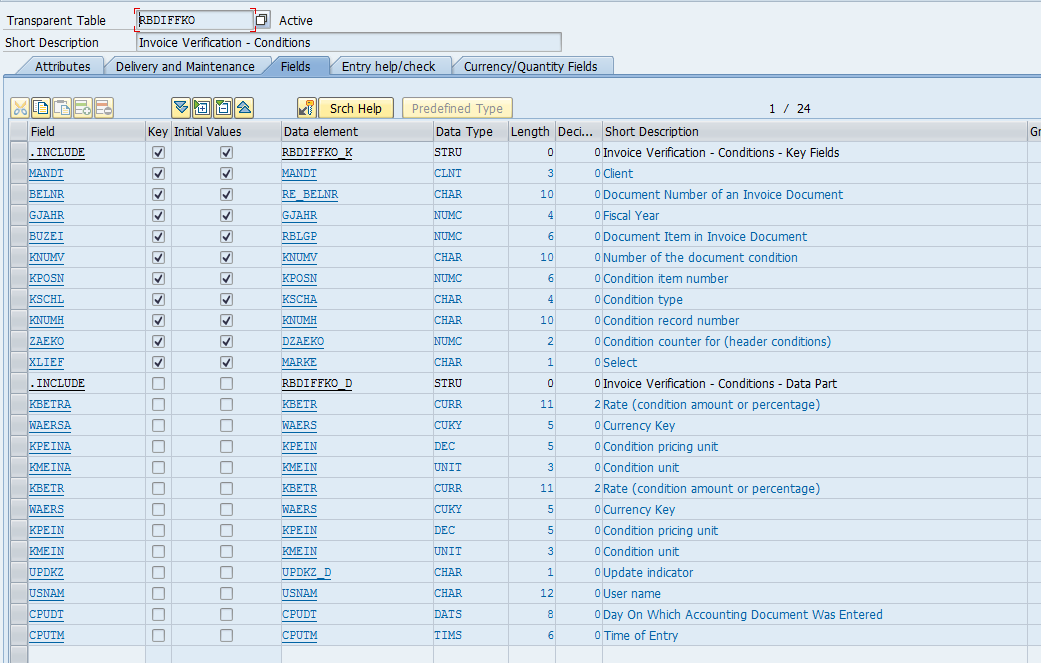 Transparent Table RBDIFFKO Active
Short Description Invoice Verification - Conditions
Attributes Delivery and Maintenance Fields Entry help/check Currency/Quantity Fields
Srch Help Predefined Type 1 / 24
Field Key Initial Values Data element Data Type Length Deci... Short Description Gr
.INCLUDE RBDIFFKO_K STRU 0 0 Invoice Verification - Conditions - Key Fields
MANDT MANDT CLNT 3 0 Client
BELNR RE_BELNR CHAR 10 0 Document Number of an Invoice Document
GJAHR GJAHR NUMC 4 0 Fiscal Year
BUZEI RBLGP NUMC 6 0 Document Item in Invoice Document
KNUMV KNUMV CHAR 10 0 Number of the document condition
KPOSN KPOSN NUMC 6 0 Condition item number
KSCHL KSCHA CHAR 4 0 Condition type
KNUMH KNUMH CHAR 10 0 Condition record number
ZAEKO DZAEKO NUMC 2 0 Condition counter for (header conditions)
XLIEF MARKE CHAR 1 0 Select
.INCLUDE RBDIFFKO_D STRU 0 0 Invoice Verification - Conditions - Data Part
KBETRA KBETR CURR 11 2 Rate (condition amount or percentage)
WAERSA WAERS CUKY 5 0 Currency Key
KPEINA KPEIN DEC 5 0 Condition pricing unit
KMEINA KMEIN UNIT 3 0 Condition unit
KBETR KBETR CURR 11 2 Rate (condition amount or percentage)
WAERS WAERS CUKY 5 0 Currency Key
KPEIN KPEIN DEC 5 0 Condition pricing unit
KMEIN KMEIN UNIT 3 0 Condition unit
UPDKZ UPDKZ_D CHAR 1 0 Update indicator
USNAM USNAM CHAR 12 0 User name
CPUDT CPUDT DATS 8 0 Day On Which Accounting Document Was Entered
CPUTM CPUTM TIMS 6 0 Time of Entry